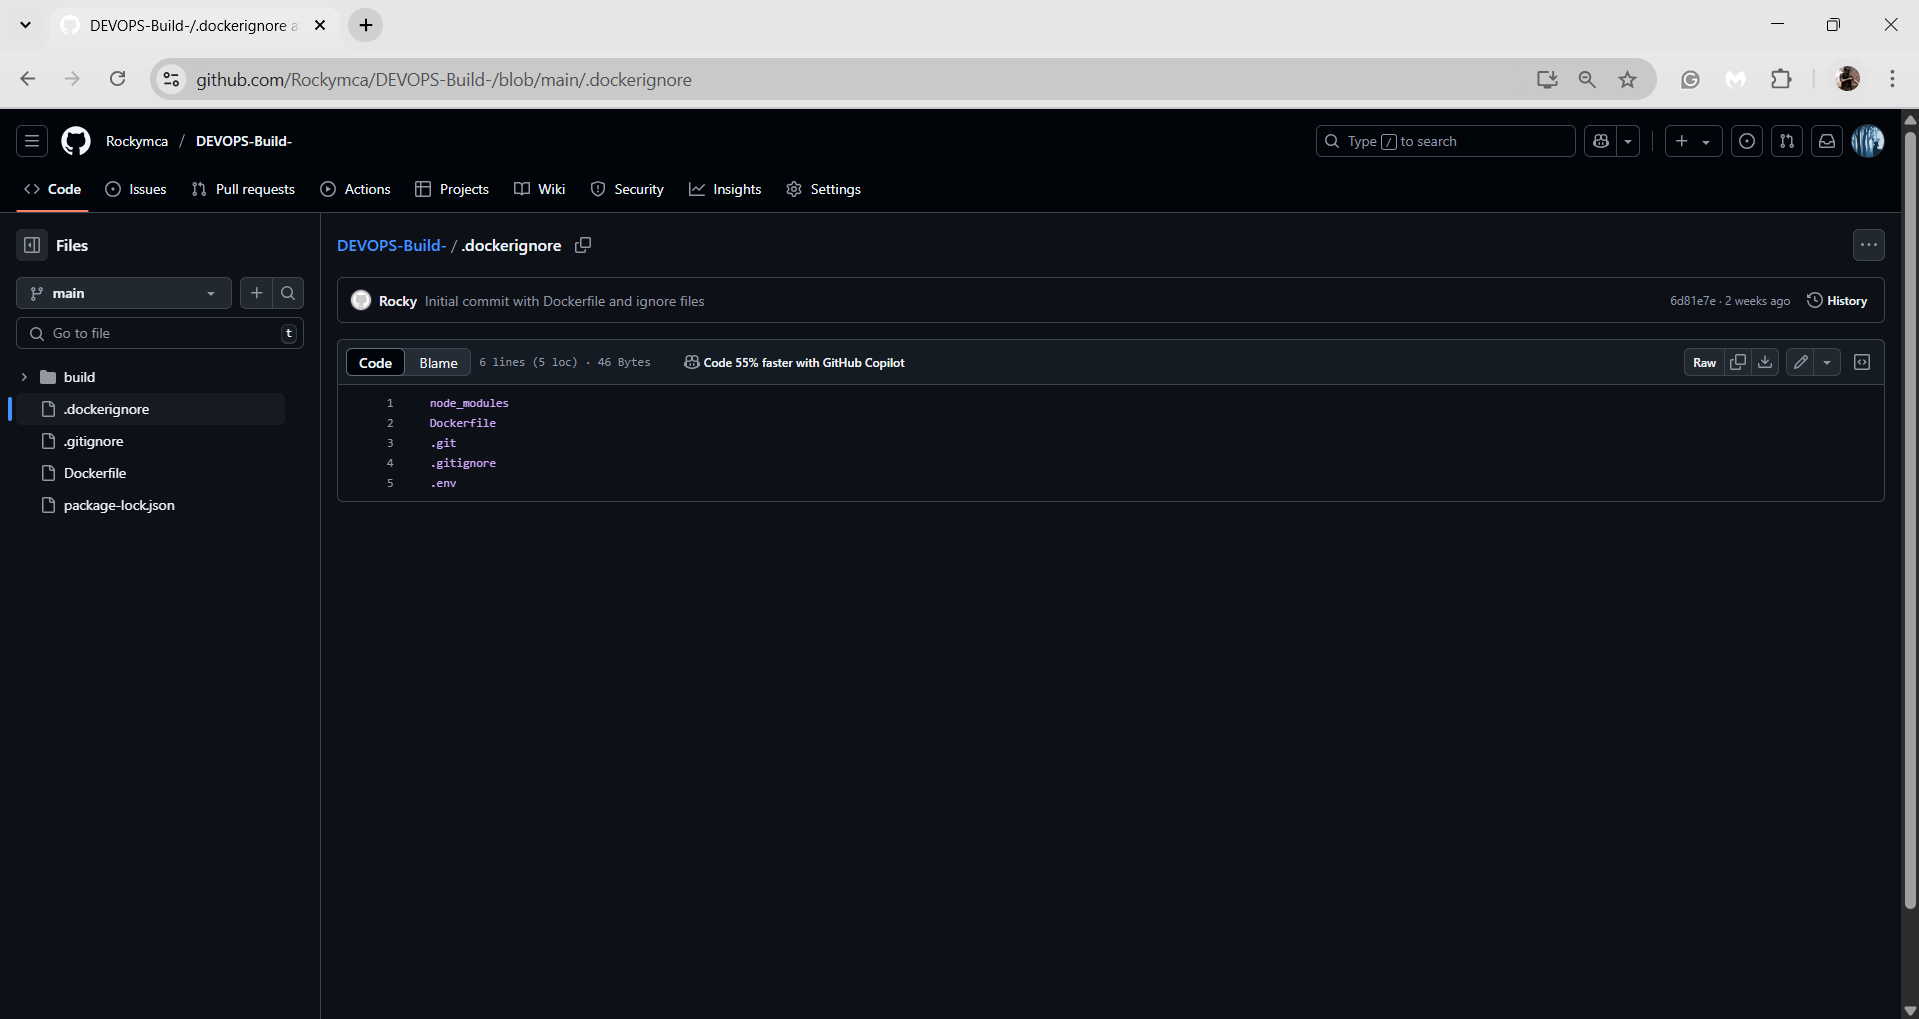 DEVOPS-Build-/.dockerignore a
github.com/Rockymca/DEVOPS-Build-/blob/main/.dockerignore
Rockymca / DEVOPS-Build-
Type / to search
Code Issues Pull requests Actions Projects Wiki Security Insights Settings
Files
DEVOPS-Build- / .dockerignore
main
Rocky Initial commit with Dockerfile and ignore files 6d81e7e · 2 weeks ago History
Go to file t
Code Blame 6 lines (5 loc) · 46 Bytes Code 55% faster with GitHub Copilot Raw
build
.dockerignore
.gitignore
Dockerfile
package-lock.json
1 node_modules
2 Dockerfile
3 .git
4 .gitignore
5 .env